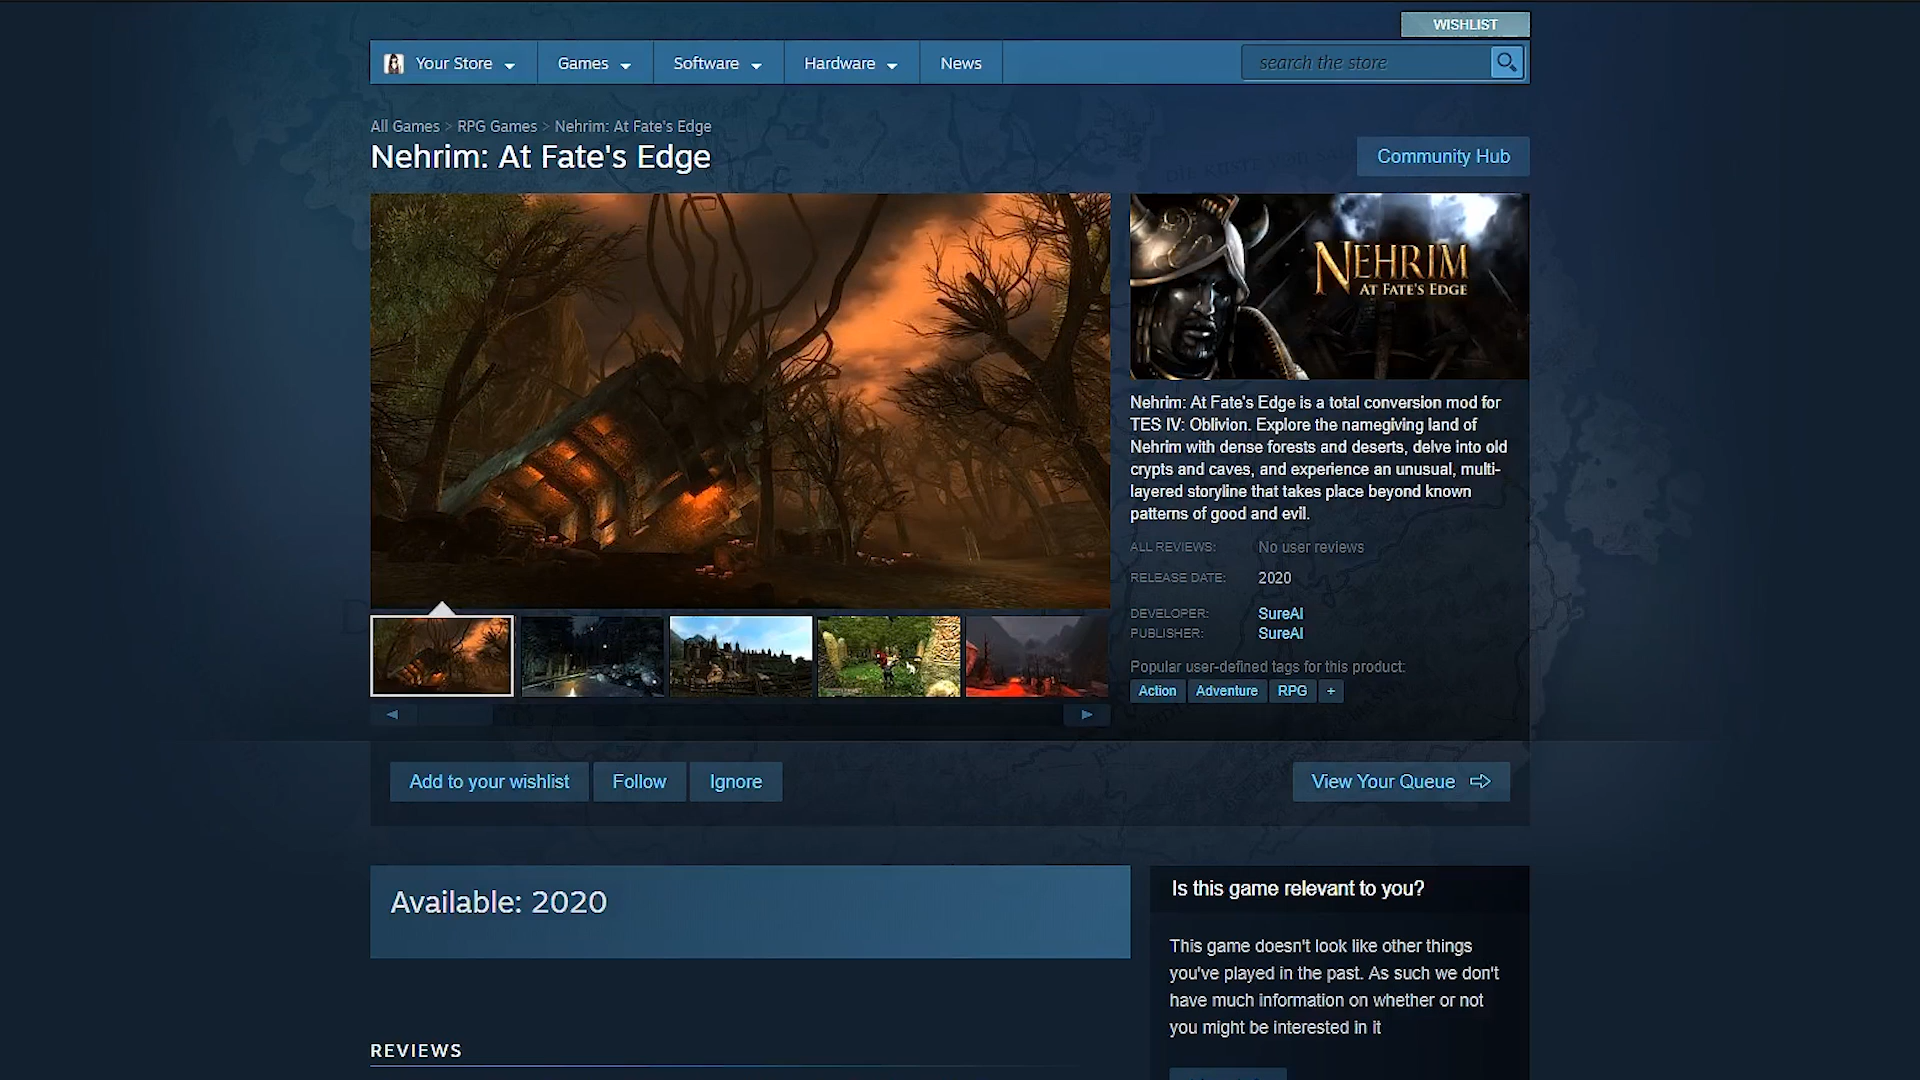 WISHLIST
Your Store
Games
Software
Hardware
News
search the store
All Games > RPG Games > Nehrim: At Fate's Edge
Nehrim: At Fate's Edge
Community Hub
NEHRIM
AT FATE'S EDGE
Nehrim: At Fate's Edge is a total conversion mod for
TES IV: Oblivion. Explore the namegiving land of
Nehrim with dense forests and deserts, delve into old
crypts and caves, and experience an unusual, multi-
layered storyline that takes place beyond known
patterns of good and evil.
ALL REVIEWS: No user reviews
RELEASE DATE: 2020
DEVELOPER: SureAI
PUBLISHER: SureAI
Popular user-defined tags for this product:
Action Adventure RPG +
Add to your wishlist
Follow
Ignore
View Your Queue
Available: 2020
Is this game relevant to you?
This game doesn't look like other things
you've played in the past. As such we don't
have much information on whether or not
you might be interested in it
REVIEWS